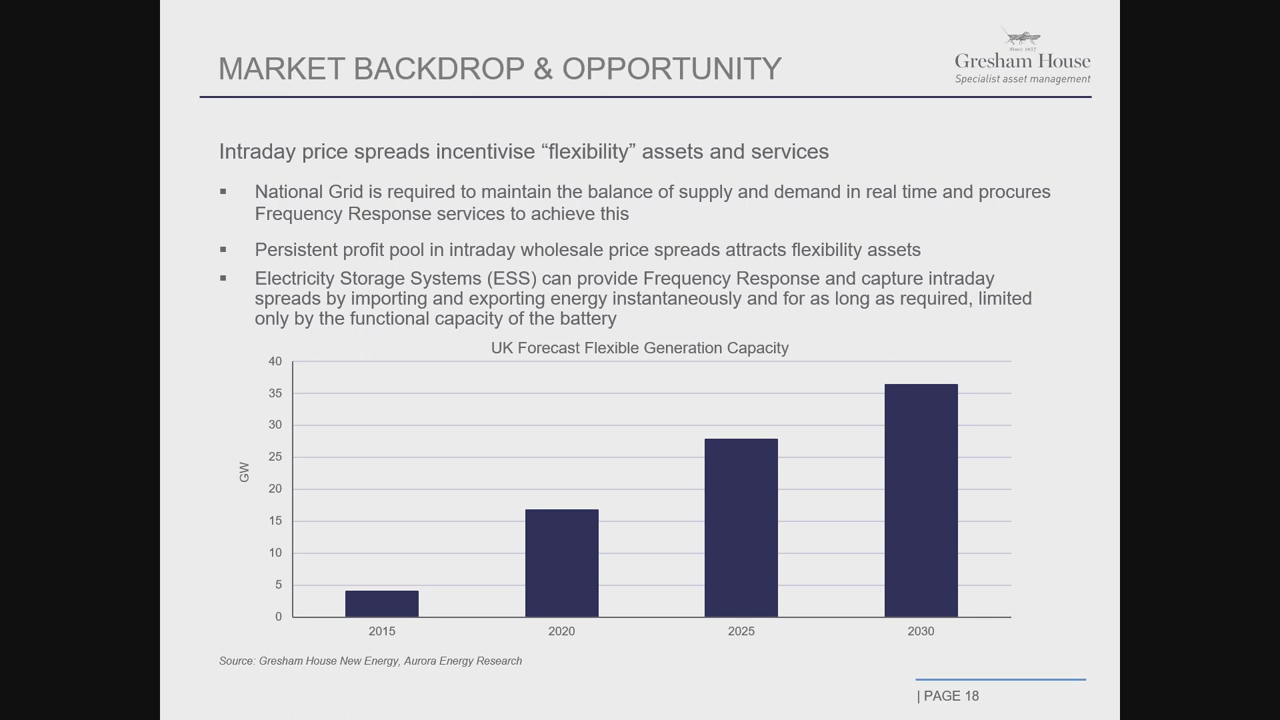 MARKET BACKDROP & OPPORTUNITY
Since 1857
Gresham House
Specialist asset management
Intraday price spreads incentivise “flexibility” assets and services
▪ National Grid is required to maintain the balance of supply and demand in real time and procures
Frequency Response services to achieve this
▪ Persistent profit pool in intraday wholesale price spreads attracts flexibility assets
▪ Electricity Storage Systems (ESS) can provide Frequency Response and capture intraday
spreads by importing and exporting energy instantaneously and for as long as required, limited
only by the functional capacity of the battery
UK Forecast Flexible Generation Capacity
40
35
30
25
20
15
10
5
0
GW
2015 2020 2025 2030
Source: Gresham House New Energy, Aurora Energy Research
| PAGE 18